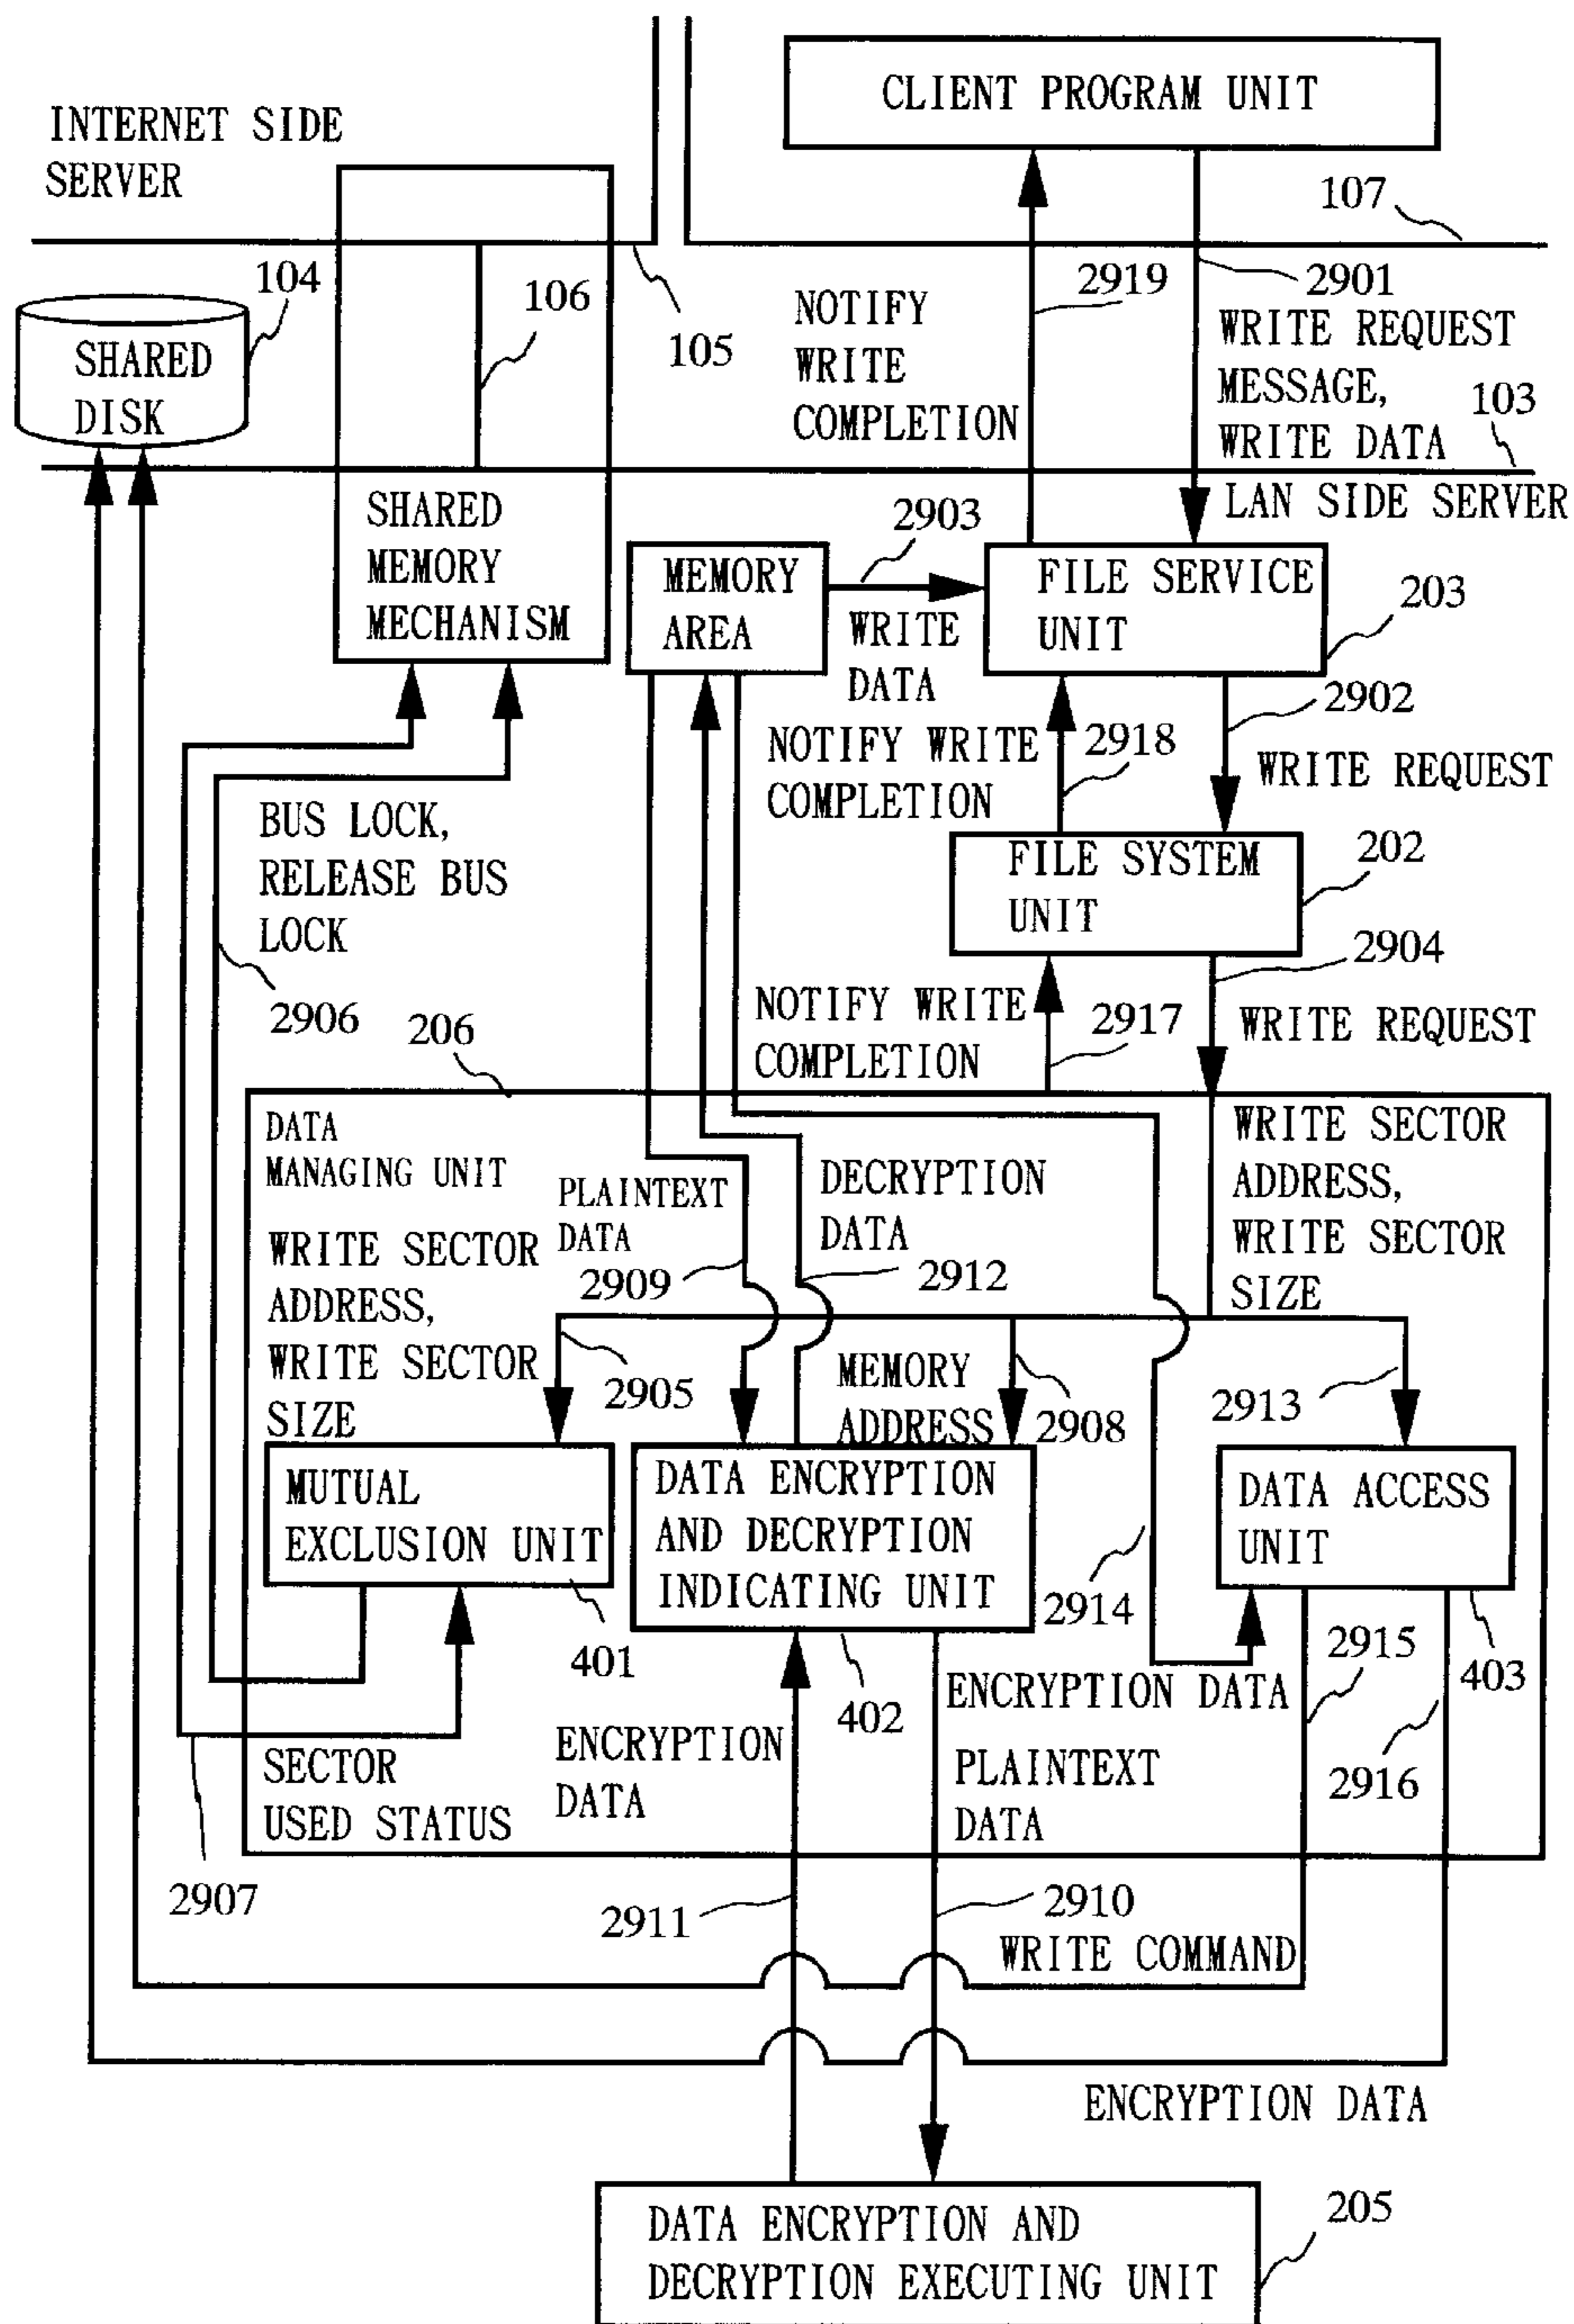 CLIENT PROGRAM UNIT
INTERNET SIDE
SERVER
107
104
106
105
2919
2901
NOTIFY
WRITE
COMPLETION
WRITE REQUEST
MESSAGE,
WRITE DATA
103
SHARED
DISK
LAN SIDE SERVER
SHARED
MEMORY
MECHANISM
MEMORY
AREA
2903
WRITE
DATA
FILE SERVICE
UNIT
203
2902
NOTIFY WRITE
COMPLETION
2918
WRITE REQUEST
BUS LOCK,
RELEASE BUS
LOCK
2906
FILE SYSTEM
UNIT
202
2904
206
NOTIFY WRITE
COMPLETION
2917
WRITE REQUEST
DATA
MANAGING UNIT
WRITE SECTOR
ADDRESS,
WRITE SECTOR
SIZE
PLAINTEXT
DATA
2909
DECRYPTION
DATA
2912
WRITE SECTOR
ADDRESS,
WRITE SECTOR
SIZE
2905
MEMORY
ADDRESS
2908
2913
MUTUAL
EXCLUSION UNIT
401
DATA ENCRYPTION
AND DECRYPTION
INDICATING UNIT
402
2914
DATA ACCESS
UNIT
403
2915
2916
ENCRYPTION DATA
SECTOR
USED STATUS
2907
ENCRYPTION
DATA
PLAINTEXT
DATA
2911
2910
WRITE COMMAND
ENCRYPTION DATA
DATA ENCRYPTION AND
DECRYPTION EXECUTING UNIT
205